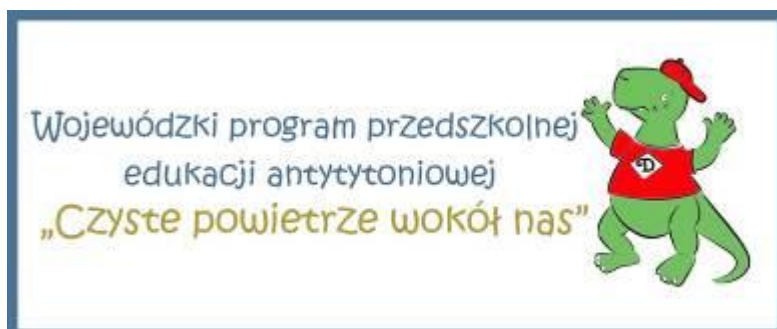 Wojewódzki program przedszkolnej
edukacji antytytoniowej
„Czyste powietrze wokół nas”
D